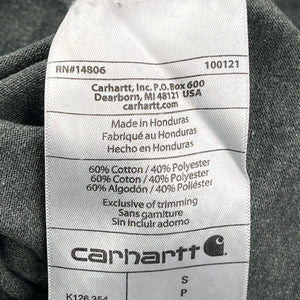 RN#14806 100121
Carhartt, Inc. P.O.Box 600
Dearborn, MI 48121 USA
carhartt.com
Made in Honduras
Fabriqué au Honduras
Hecho en Honduras
60% Cotton / 40% Polyester
60% Coton / 40% Polyester
60% Algodón / 40% Poliéster
Exclusive of trimming
Sans garniture
Sin incluir adorno
carhartt
S
K126 354 P